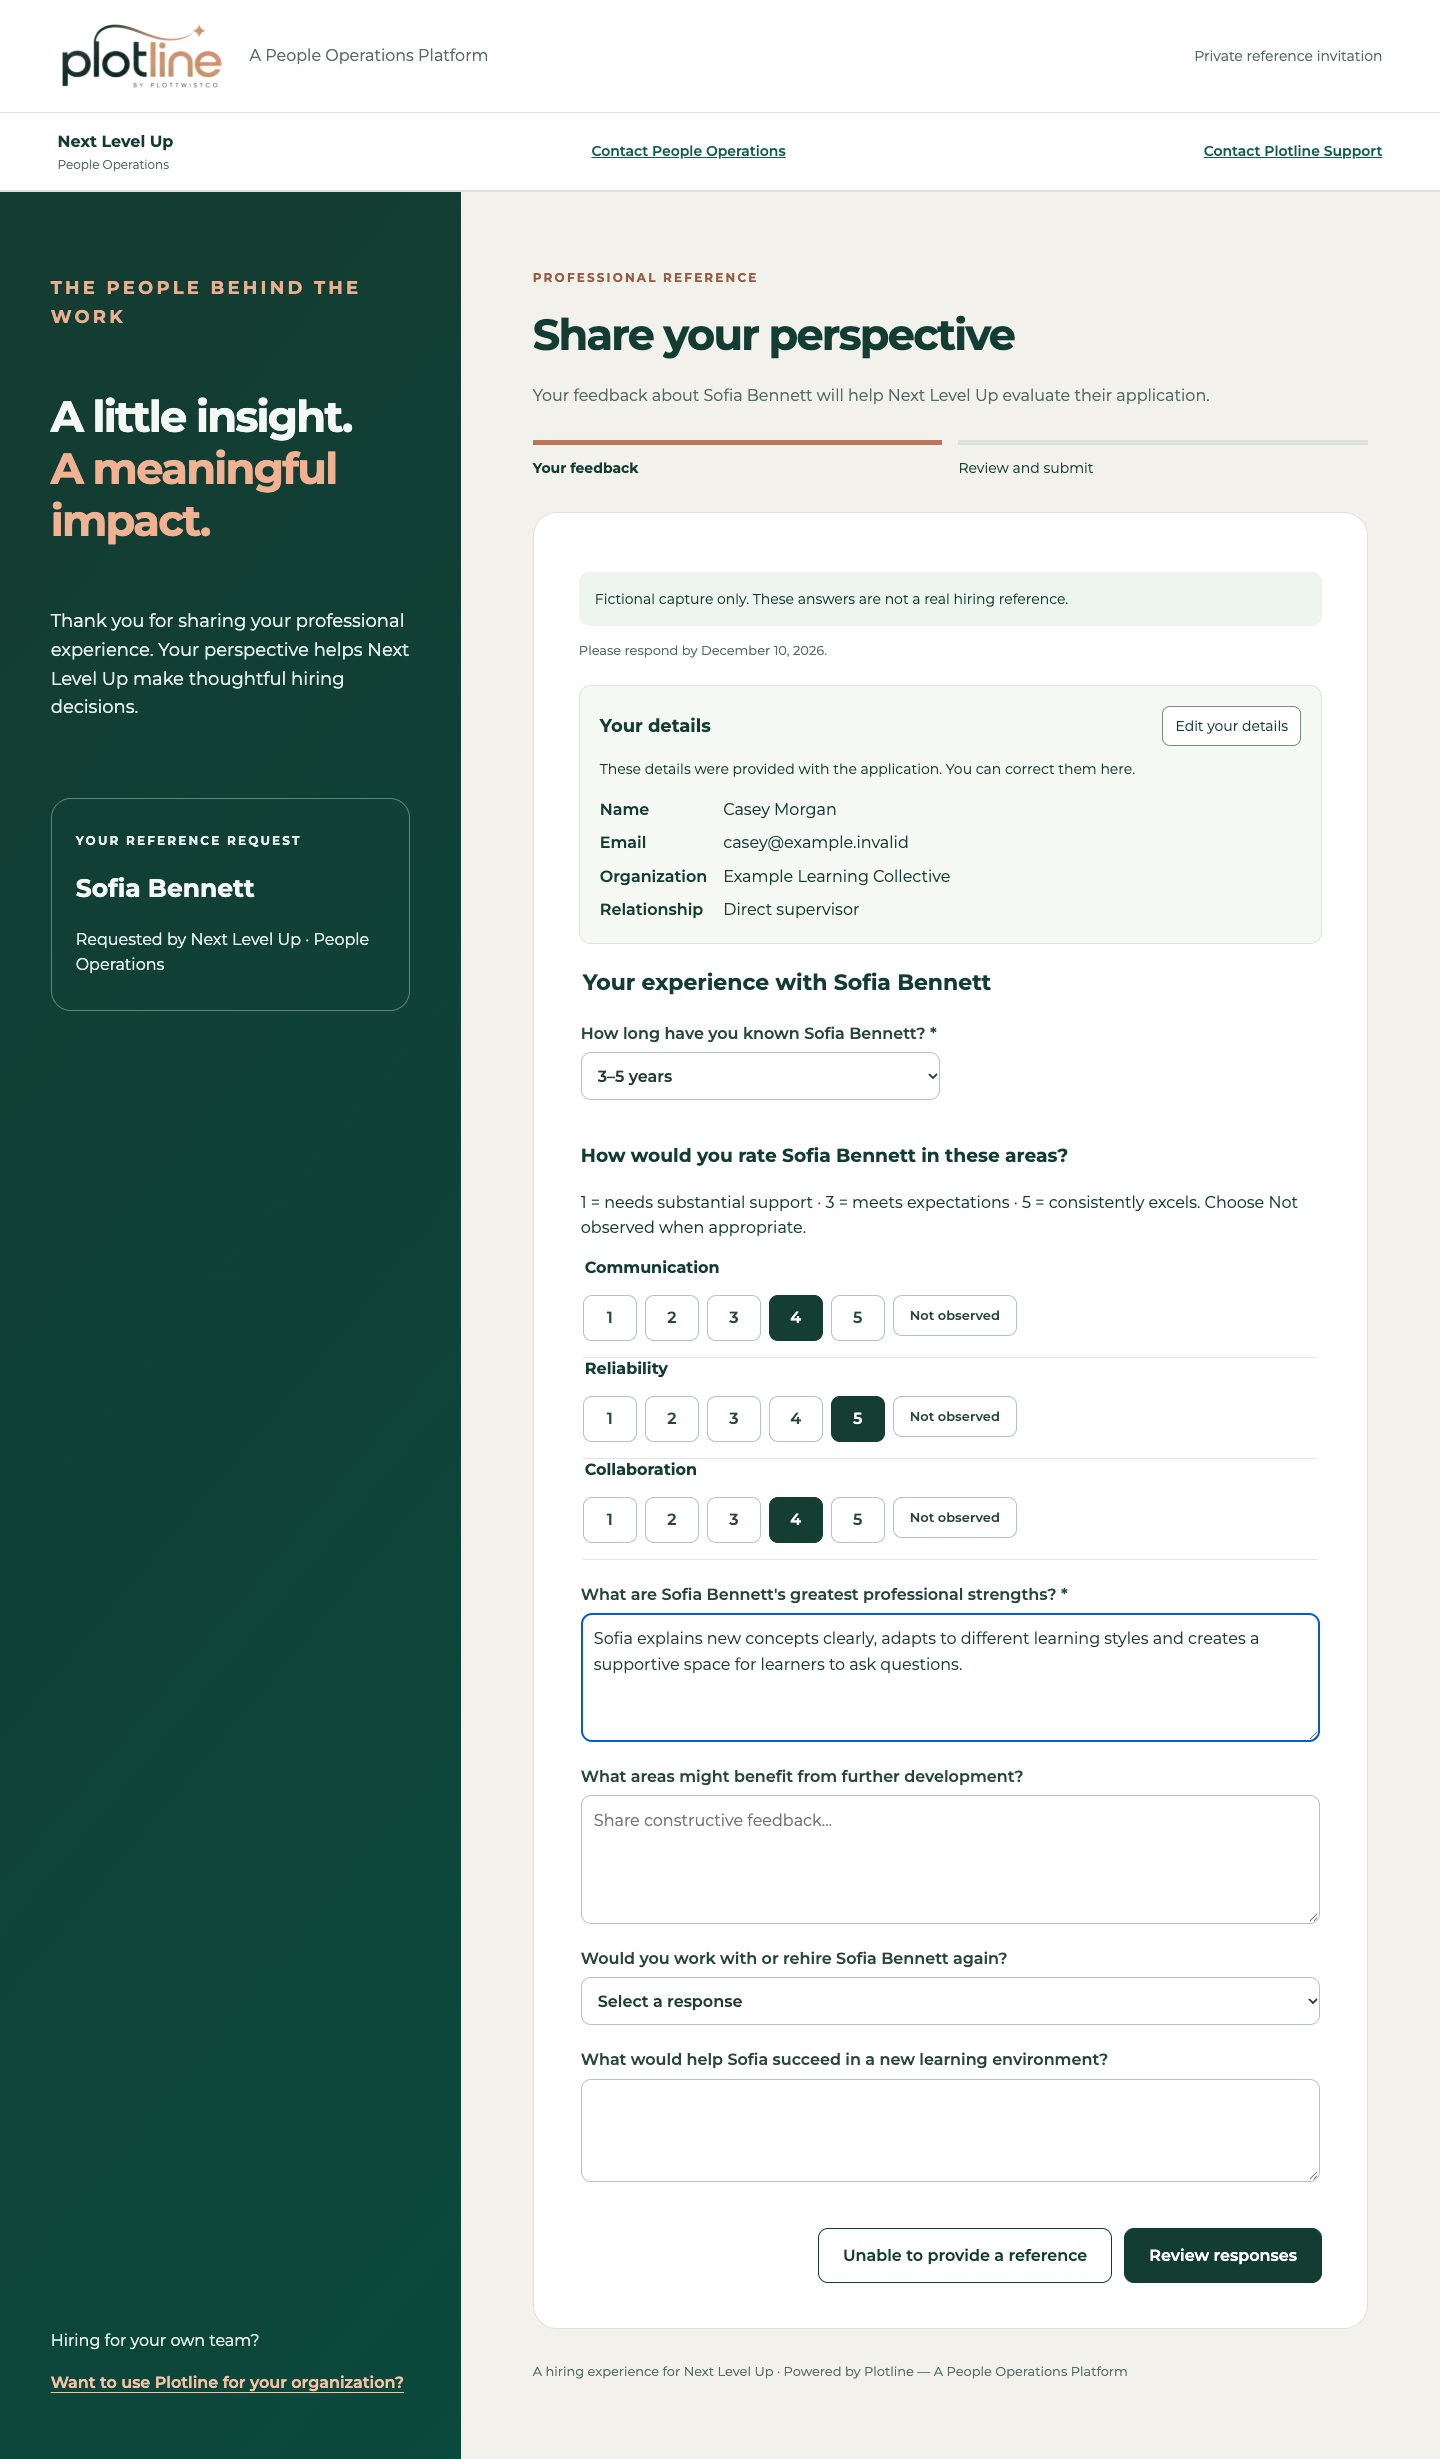 plotline
BY PLOTTWISTCO
A People Operations Platform
Private reference invitation
Next Level Up
People Operations
Contact People Operations
Contact Plotline Support
THE PEOPLE BEHIND THE
WORK
A little insight.
A meaningful
impact.
Thank you for sharing your professional
experience. Your perspective helps Next
Level Up make thoughtful hiring
decisions.
YOUR REFERENCE REQUEST
Sofia Bennett
Requested by Next Level Up · People
Operations
Hiring for your own team?
Want to use Plotline for your organization?
PROFESSIONAL REFERENCE
Share your perspective
Your feedback about Sofia Bennett will help Next Level Up evaluate their application.
Your feedback
Review and submit
Fictional capture only. These answers are not a real hiring reference.
Please respond by December 10, 2026.
Your details
Edit your details
These details were provided with the application. You can correct them here.
Name Casey Morgan
Email casey@example.invalid
Organization Example Learning Collective
Relationship Direct supervisor
Your experience with Sofia Bennett
How long have you known Sofia Bennett? *
3–5 years
How would you rate Sofia Bennett in these areas?
1 = needs substantial support · 3 = meets expectations · 5 = consistently excels. Choose Not
observed when appropriate.
Communication
1 2 3 4 5 Not observed
Reliability
1 2 3 4 5 Not observed
Collaboration
1 2 3 4 5 Not observed
What are Sofia Bennett's greatest professional strengths? *
Sofia explains new concepts clearly, adapts to different learning styles and creates a
supportive space for learners to ask questions.
What areas might benefit from further development?
Share constructive feedback...
Would you work with or rehire Sofia Bennett again?
Select a response
What would help Sofia succeed in a new learning environment?
Unable to provide a reference
Review responses
A hiring experience for Next Level Up · Powered by Plotline — A People Operations Platform